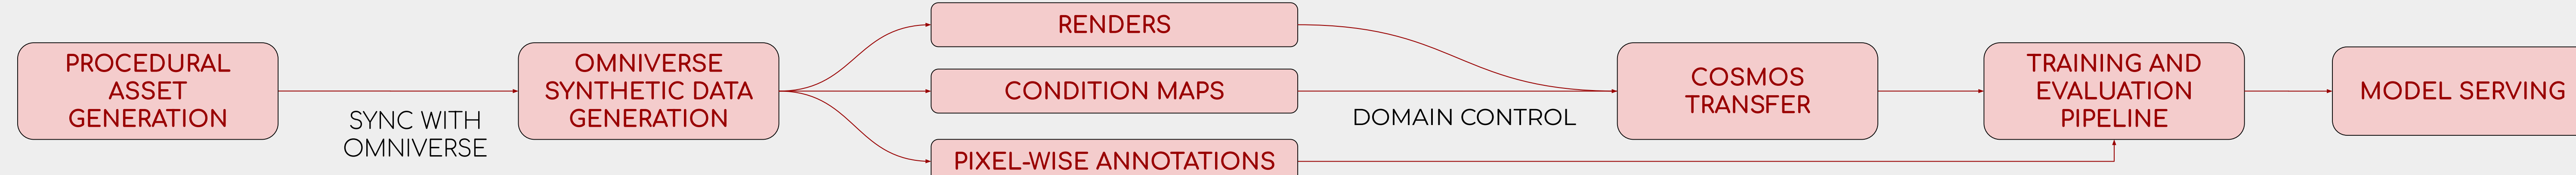 PROCEDURAL
ASSET
GENERATION
SYNC WITH
OMNIVERSE
OMNIVERSE
SYNTHETIC DATA
GENERATION
RENDERS
CONDITION MAPS
PIXEL-WISE ANNOTATIONS
DOMAIN CONTROL
COSMOS
TRANSFER
TRAINING AND
EVALUATION
PIPELINE
MODEL SERVING